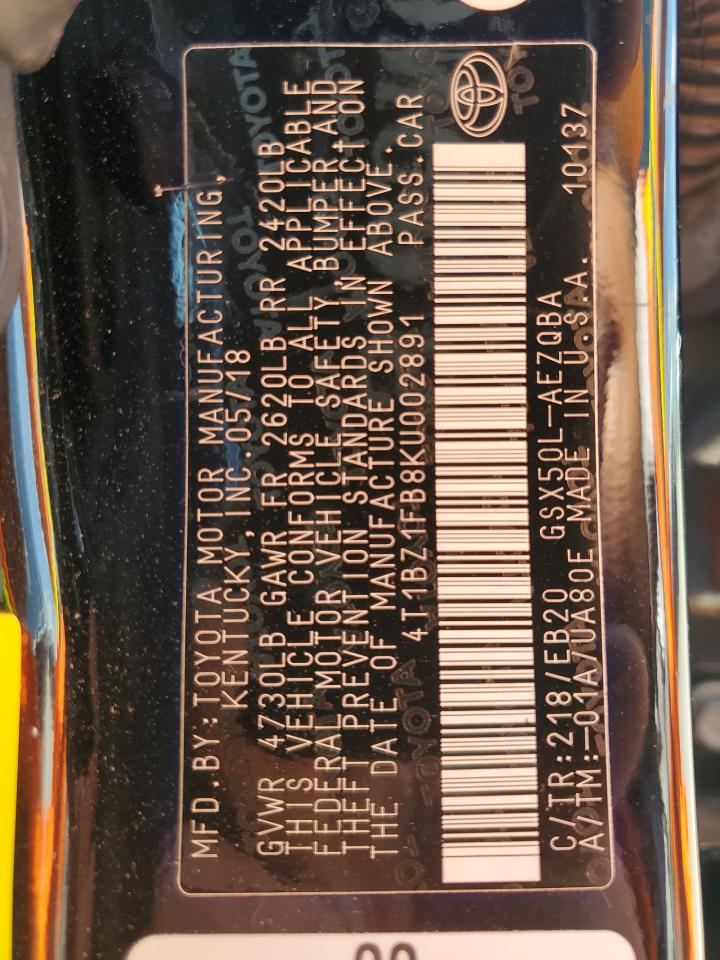 MFD.BY:TOYOTA MOTOR MANUFACTURING,
KENTUCKY,INC.05/18
GVWR 4730LB GAWR FR 2620LB RR 2420LB
THIS VEHICLE CONFORMS TO ALL APPLICABLE
FEDERAL MOTOR VEHICLE SAFETY,BUMPER,AND
THEFT PREVENTION STANDARDS IN EFFECT ON
THE DATE OF MANUFACTURE SHOWN ABOVE.
4T1BZ1FB8KU002891 PASS.CAR
C/TR:218/EB20 GSX50L-AEZQBA
A/TM:-01A/UA80E MADE IN U.S.A. 10137